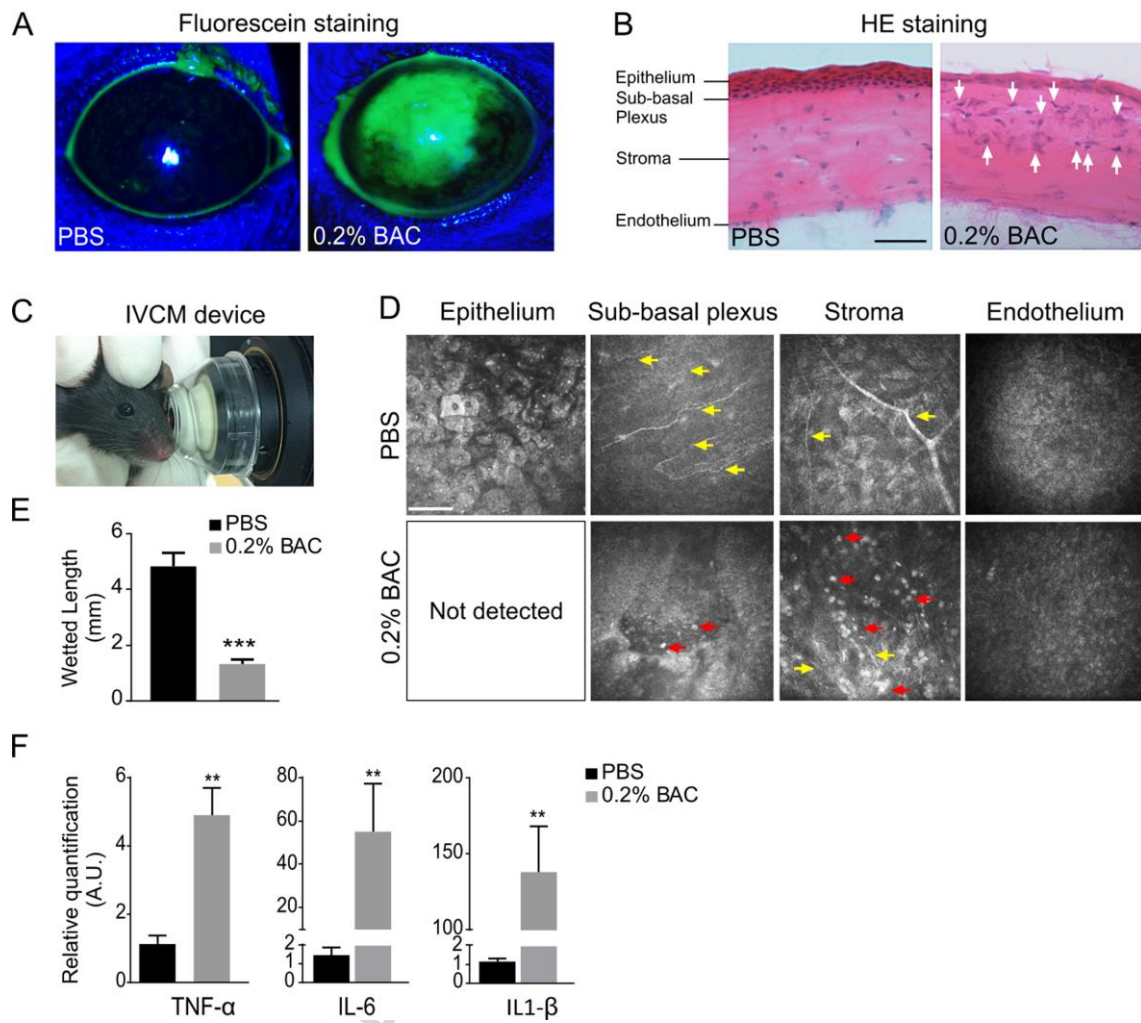 A
Fluorescein staining
PBS
0.2% BAC
B
HE staining
Epithelium
Sub-basal
Plexus
Stroma
Endothelium
PBS
0.2% BAC
C
IVCM device
D
Epithelium
Sub-basal plexus
Stroma
Endothelium
PBS
0.2% BAC
Not detected
E
PBS
0.2% BAC
Wetted Length
(mm)
6
4
2
0
***
F
Relative quantification
(A.U.)
6
4
2
0
**
TNF-α
80
60
40
20
2
1
0
**
IL-6
200
150
100
2
1
0
**
IL1-β
PBS
0.2% BAC